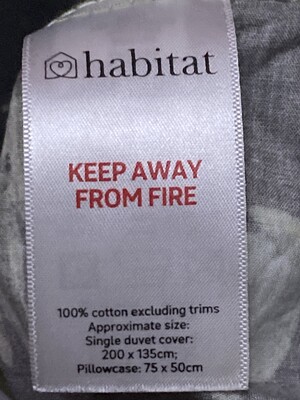 habitat
KEEP AWAY
FROM FIRE
100% cotton excluding trims
Approximate size:
Single duvet cover:
200 x 135cm;
Pillowcase: 75 x 50cm